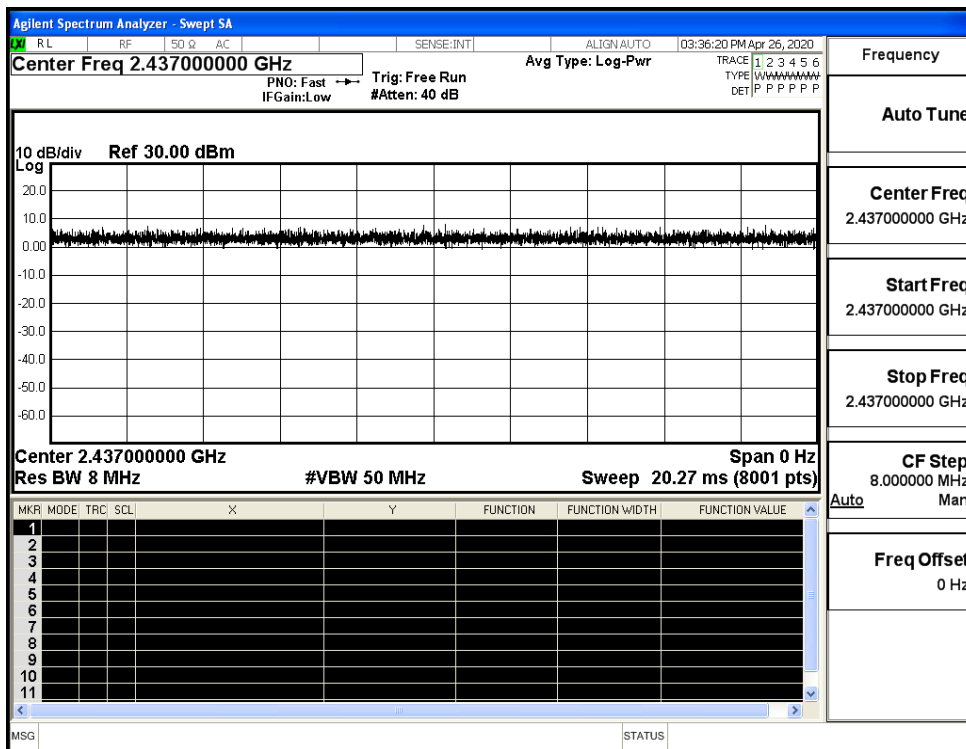 Agilent Spectrum Analyzer - Swept SA
LXI RL RF 50 Ω AC SENSE:INT ALIGN AUTO 03:36:20 PM Apr 26, 2020
Center Freq 2.437000000 GHz
PNO: Fast
IFGain:Low
Trig: Free Run
#Atten: 40 dB
Avg Type: Log-Pwr
TRACE 1 2 3 4 5 6
TYPE WWWWWW
DET P P P P P P
10 dB/div Ref 30.00 dBm
Log
20.0
10.0
0.00
-10.0
-20.0
-30.0
-40.0
-50.0
-60.0
Center 2.437000000 GHz Span 0 Hz
Res BW 8 MHz #VBW 50 MHz Sweep 20.27 ms (8001 pts)
MKR MODE TRC SCL X Y FUNCTION FUNCTION WIDTH FUNCTION VALUE
1
2
3
4
5
6
7
8
9
10
11
MSG STATUS
Frequency
Auto Tune
Center Freq
2.437000000 GHz
Start Freq
2.437000000 GHz
Stop Freq
2.437000000 GHz
CF Step
8.000000 MHz
Auto Man
Freq Offset
0 Hz